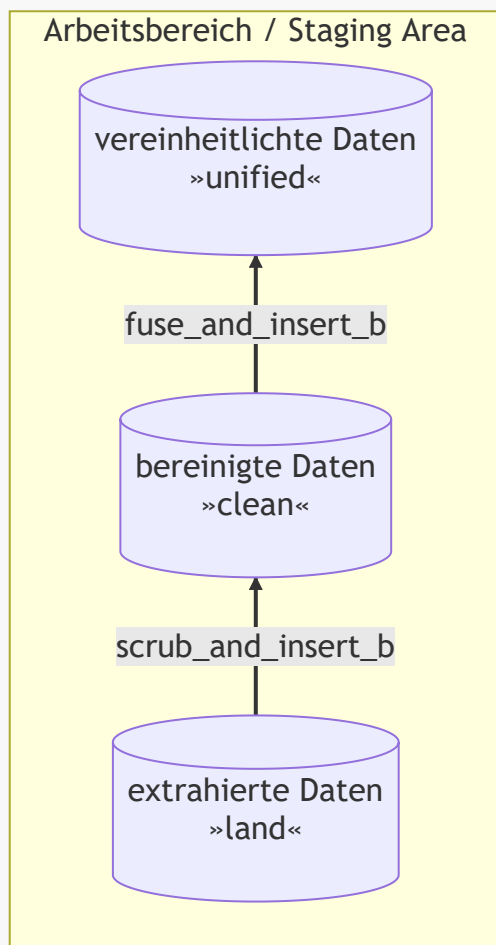 Arbeitsbereich / Staging Area
vereinheitlichte Daten
»unified«
fuse_and_insert_b
bereinigte Daten
»clean«
scrub_and_insert_b
extrahierte Daten
»land«